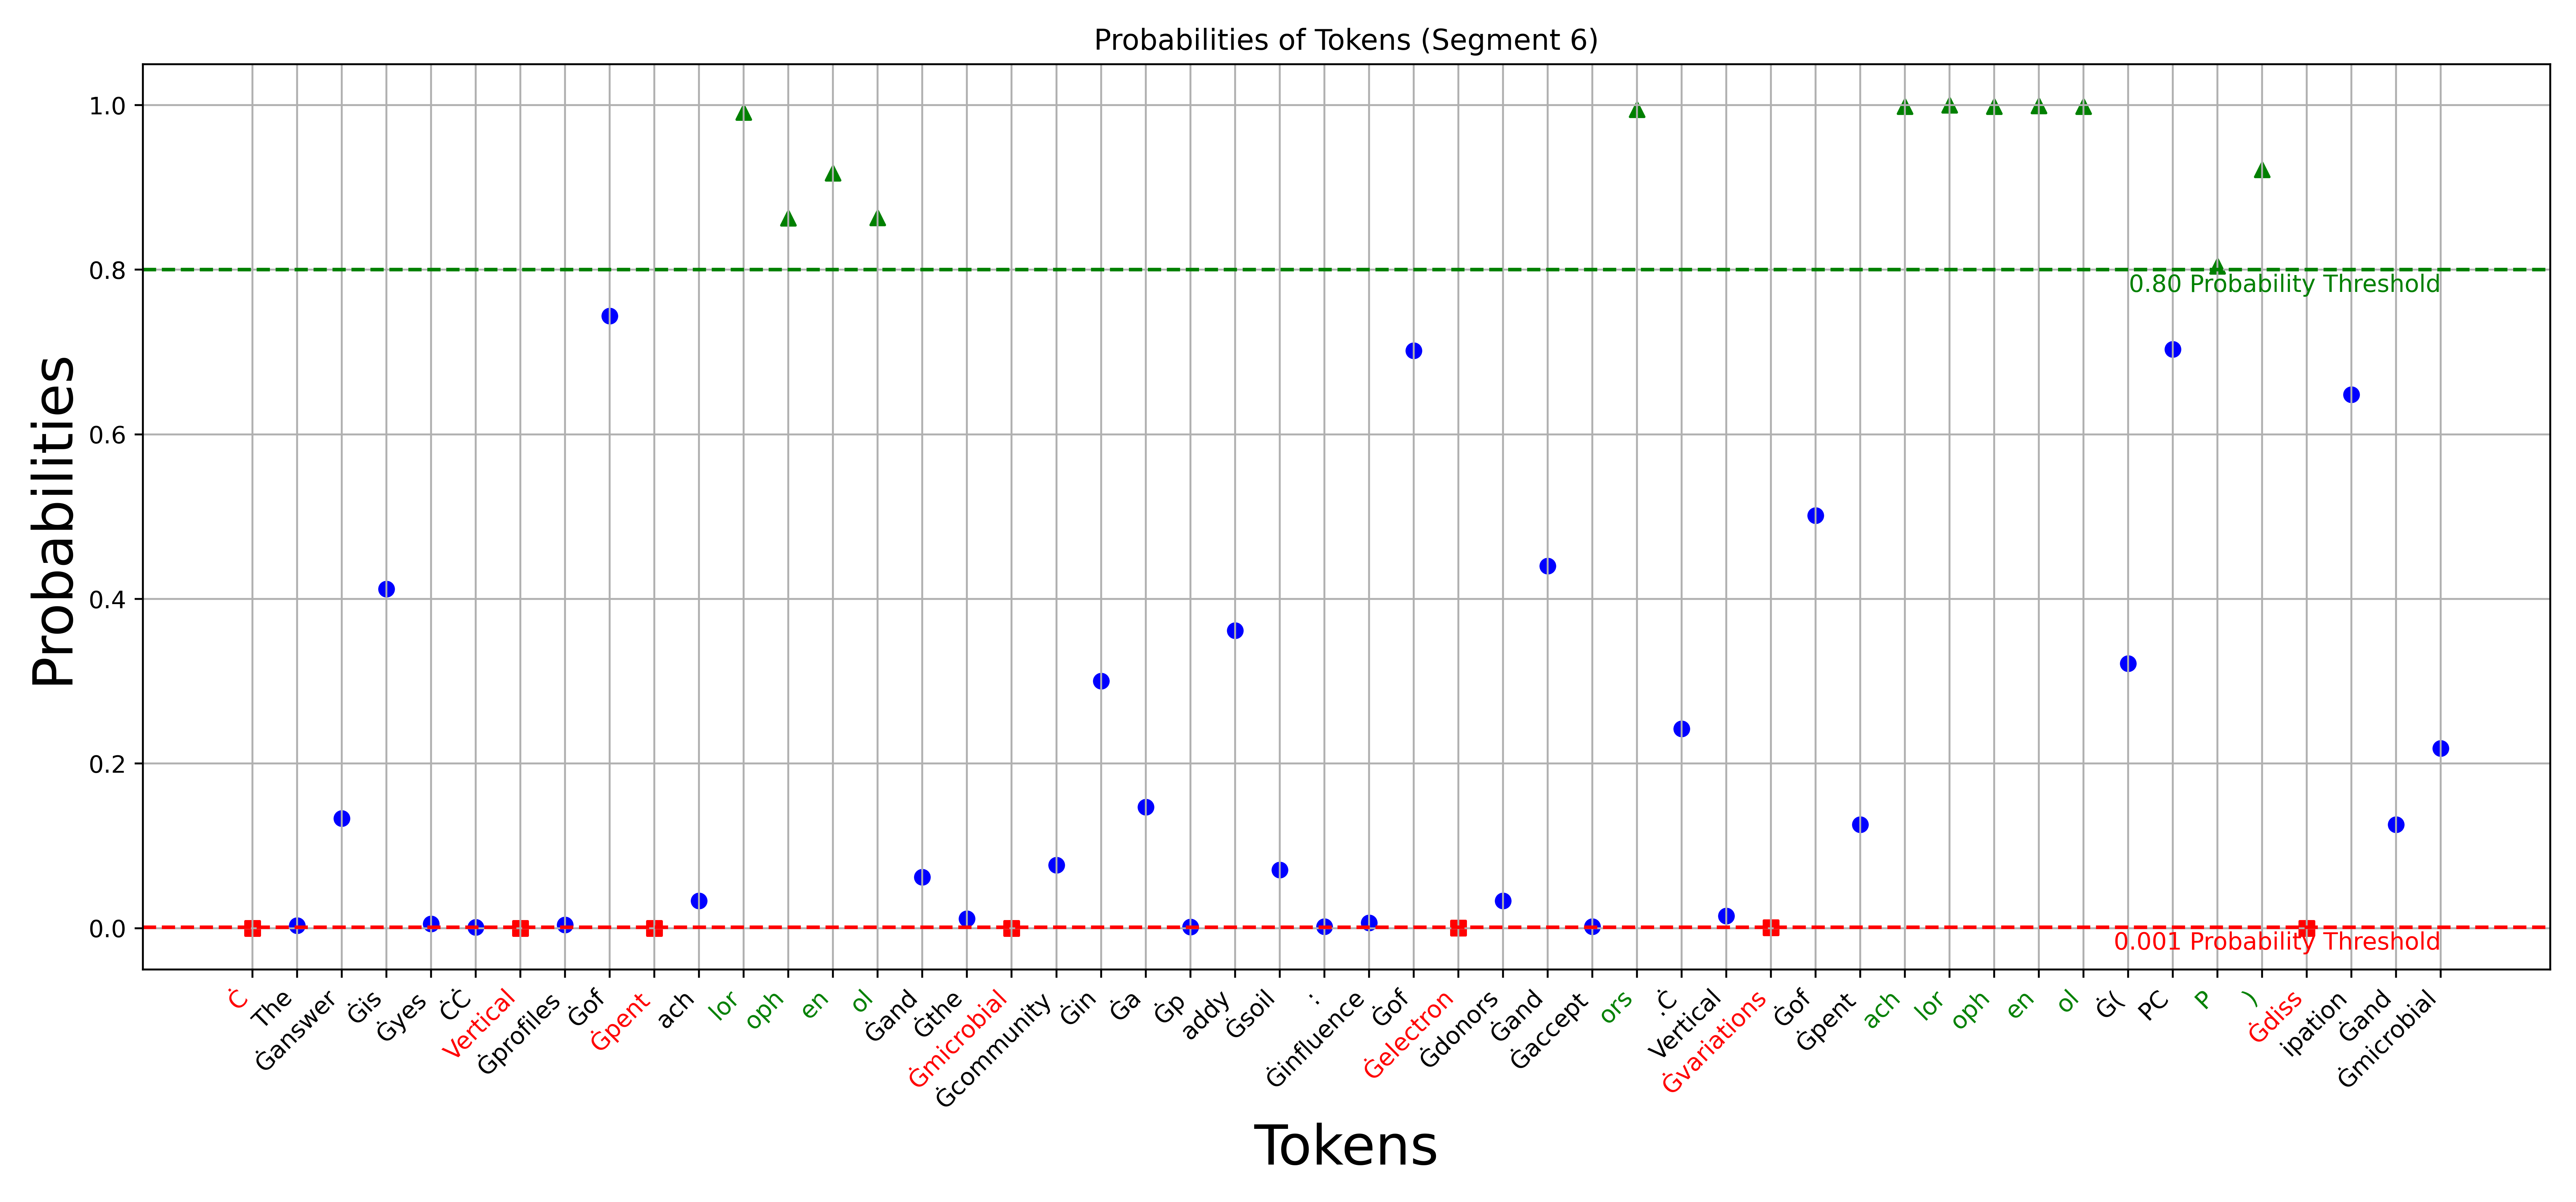 Probabilities of Tokens (Segment 6)
Probabilities
1.0
0.8
0.6
0.4
0.2
0.0
0.80 Probability Threshold
0.001 Probability Threshold
Ċ
The
Ġanswer
Ġis
Ġyes
ĊĊ
Vertical
Ġprofiles
Ġof
Ġpent
ach
lor
oph
en
ol
Ġand
Ġthe
Ġmicrobial
Ġcommunity
Ġin
Ġa
Ġp
addy
Ġsoil
:
Ġinfluence
Ġof
Ġelectron
Ġdonors
Ġand
Ġaccept
ors
.Ċ
Vertical
Ġvariations
Ġof
Ġpent
ach
lor
oph
en
ol
Ġ(
PC
P
)
Ġdiss
ipation
Ġand
Ġmicrobial
Tokens